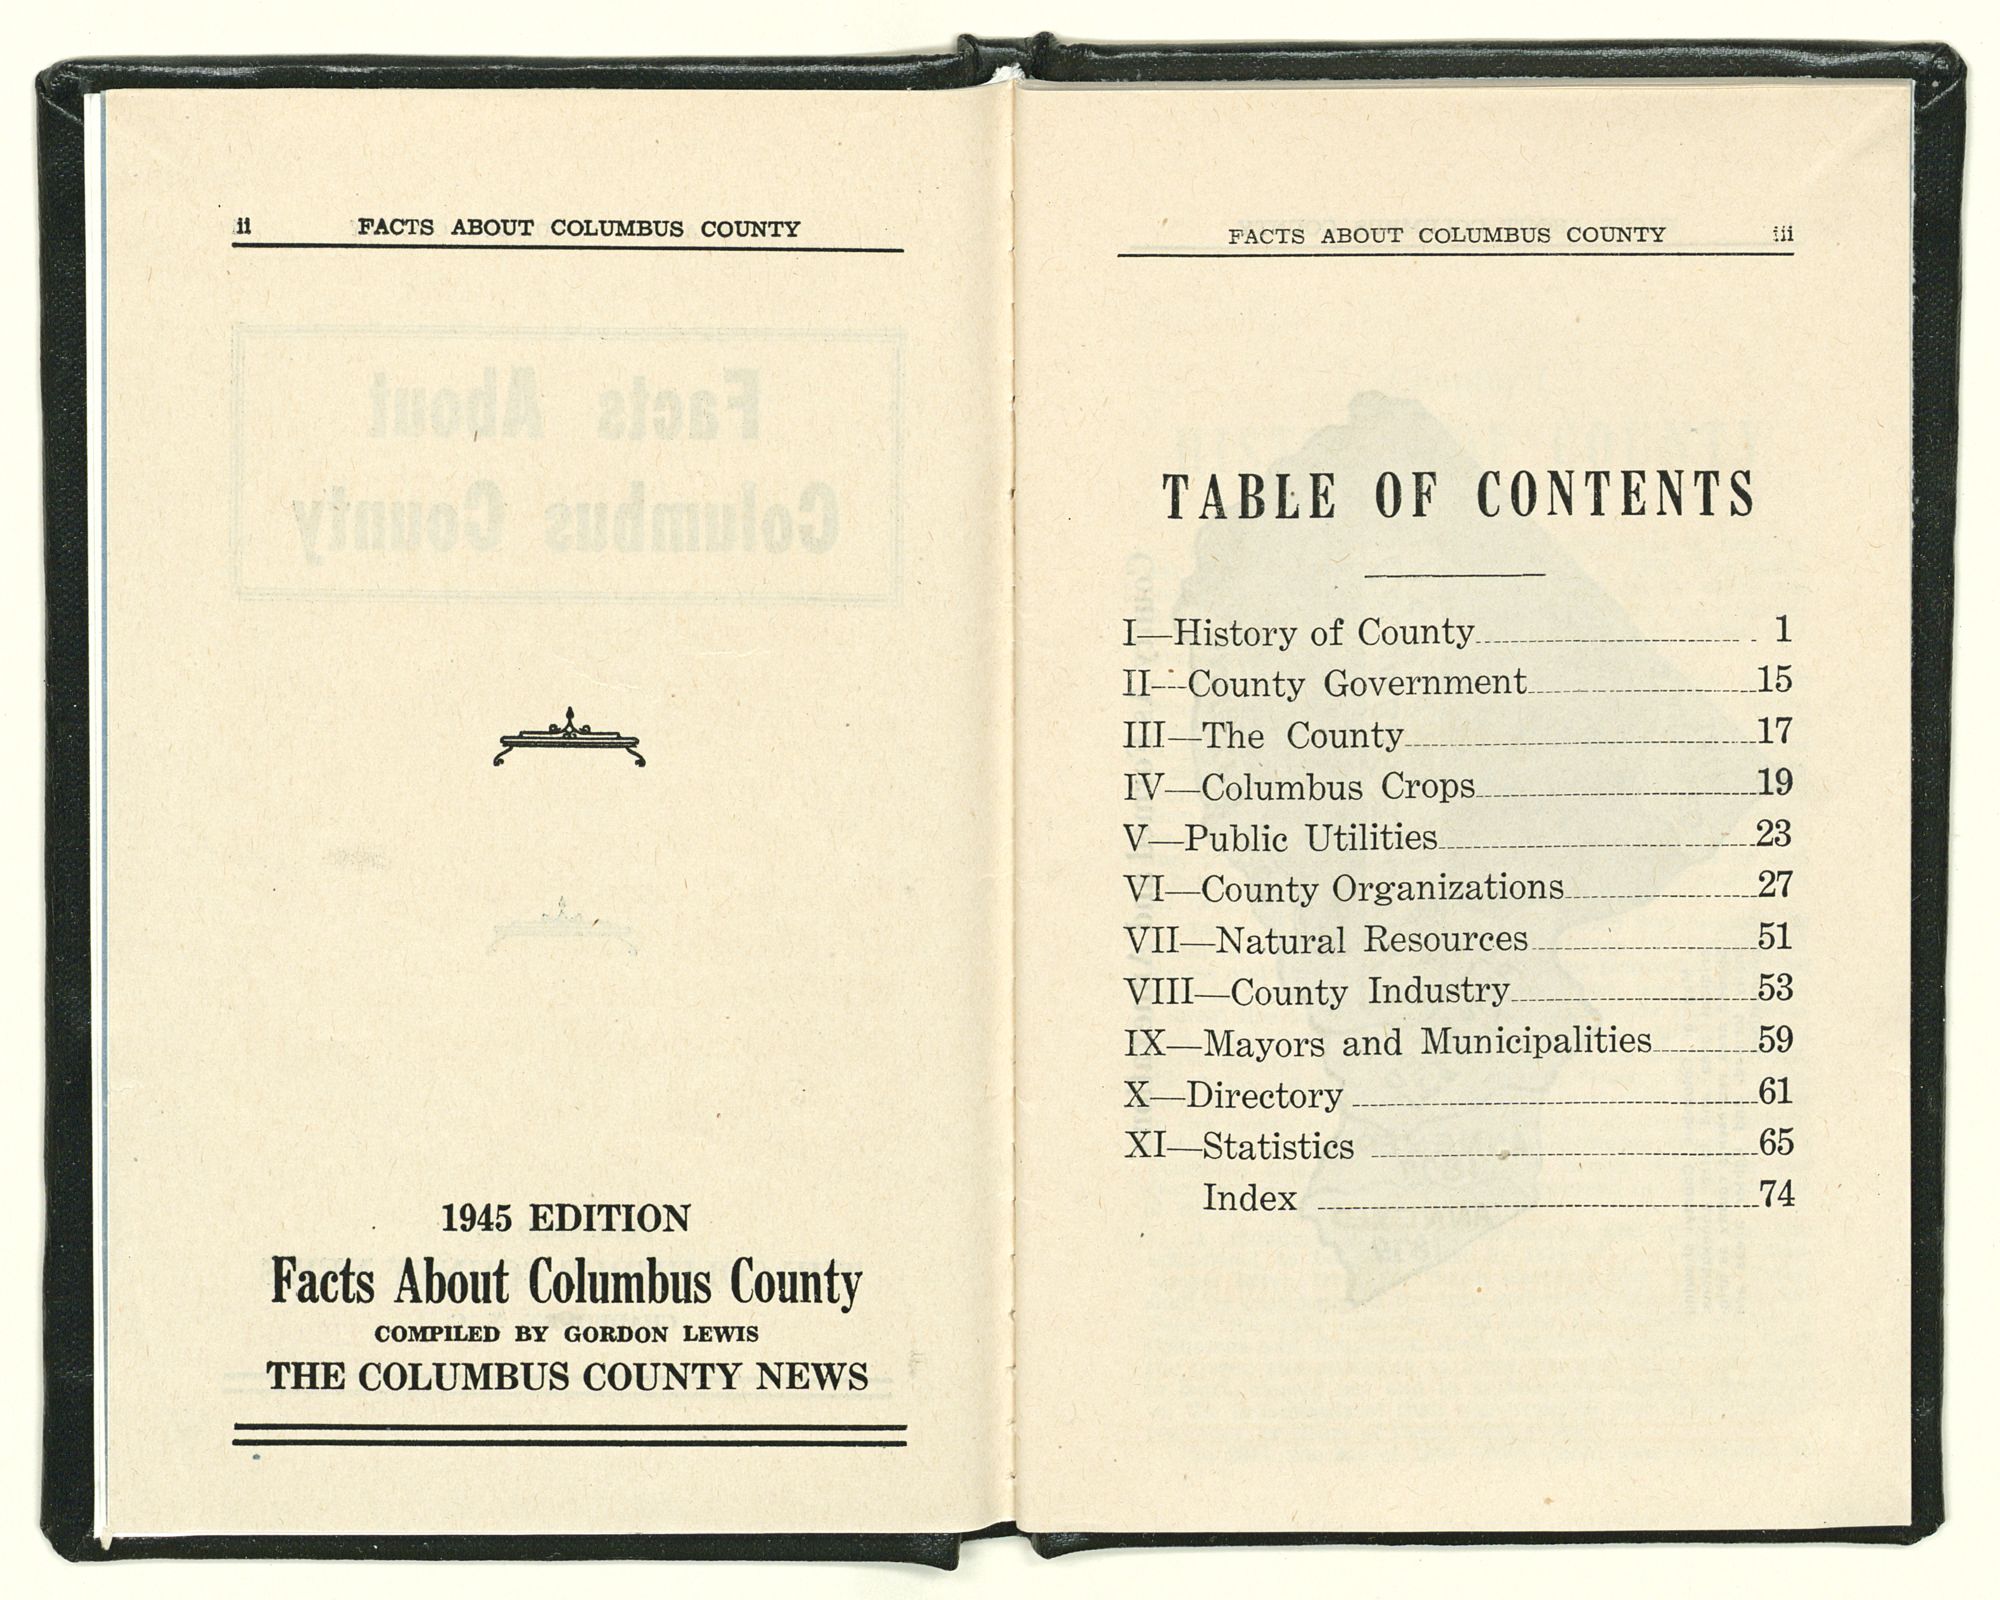 ii FACTS ABOUT COLUMBUS COUNTY
1945 EDITION
Facts About Columbus County
COMPILED BY GORDON LEWIS
THE COLUMBUS COUNTY NEWS
FACTS ABOUT COLUMBUS COUNTY iii
TABLE OF CONTENTS
I—History of County 1
II—County Government 15
III—The County 17
IV—Columbus Crops 19
V—Public Utilities 23
VI—County Organizations 27
VII—Natural Resources 51
VIII—County Industry 53
IX—Mayors and Municipalities 59
X—Directory 61
XI—Statistics 65
Index 74